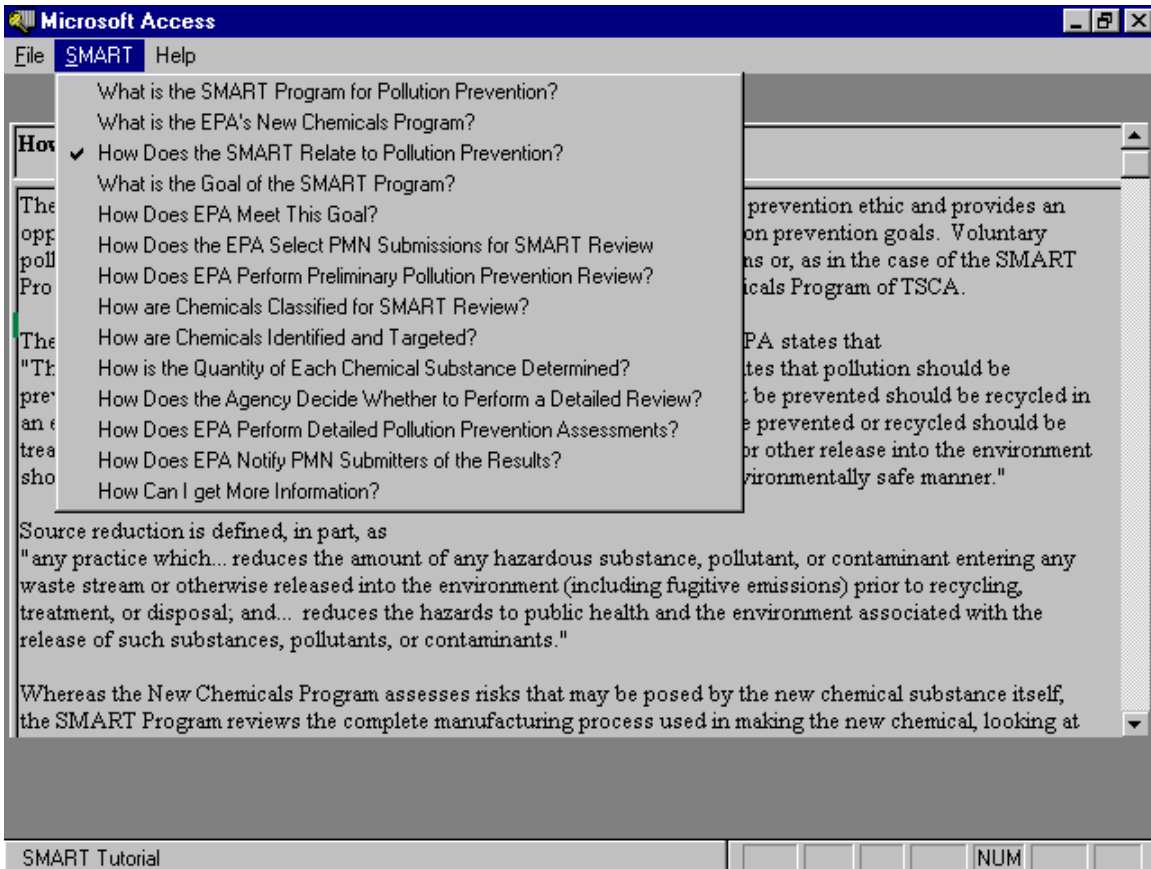 Microsoft Access
File SMART Help
What is the SMART Program for Pollution Prevention?
What is the EPA's New Chemicals Program?
How Does the SMART Relate to Pollution Prevention?
What is the Goal of the SMART Program?
How Does EPA Meet This Goal?
How Does the EPA Select PMN Submissions for SMART Review
How Does EPA Perform Preliminary Pollution Prevention Review?
How are Chemicals Classified for SMART Review?
How are Chemicals Identified and Targeted?
How is the Quantity of Each Chemical Substance Determined?
How Does the Agency Decide Whether to Perform a Detailed Review?
How Does EPA Perform Detailed Pollution Prevention Assessments?
How Does EPA Notify PMN Submitters of the Results?
How Can I get More Information?
The prevention ethic and provides an
on prevention goals. Voluntary
or, as in the case of the SMART
Program of TSCA.
The EPA states that
that pollution should be
be prevented should be recycled in
an prevented or recycled should be
or other release into the environment
environmentally safe manner."
Source reduction is defined, in part, as
"any practice which... reduces the amount of any hazardous substance, pollutant, or contaminant entering any
waste stream or otherwise released into the environment (including fugitive emissions) prior to recycling,
treatment, or disposal; and... reduces the hazards to public health and the environment associated with the
release of such substances, pollutants, or contaminants."
Whereas the New Chemicals Program assesses risks that may be posed by the new chemical substance itself,
the SMART Program reviews the complete manufacturing process used in making the new chemical, looking at
SMART Tutorial NUM